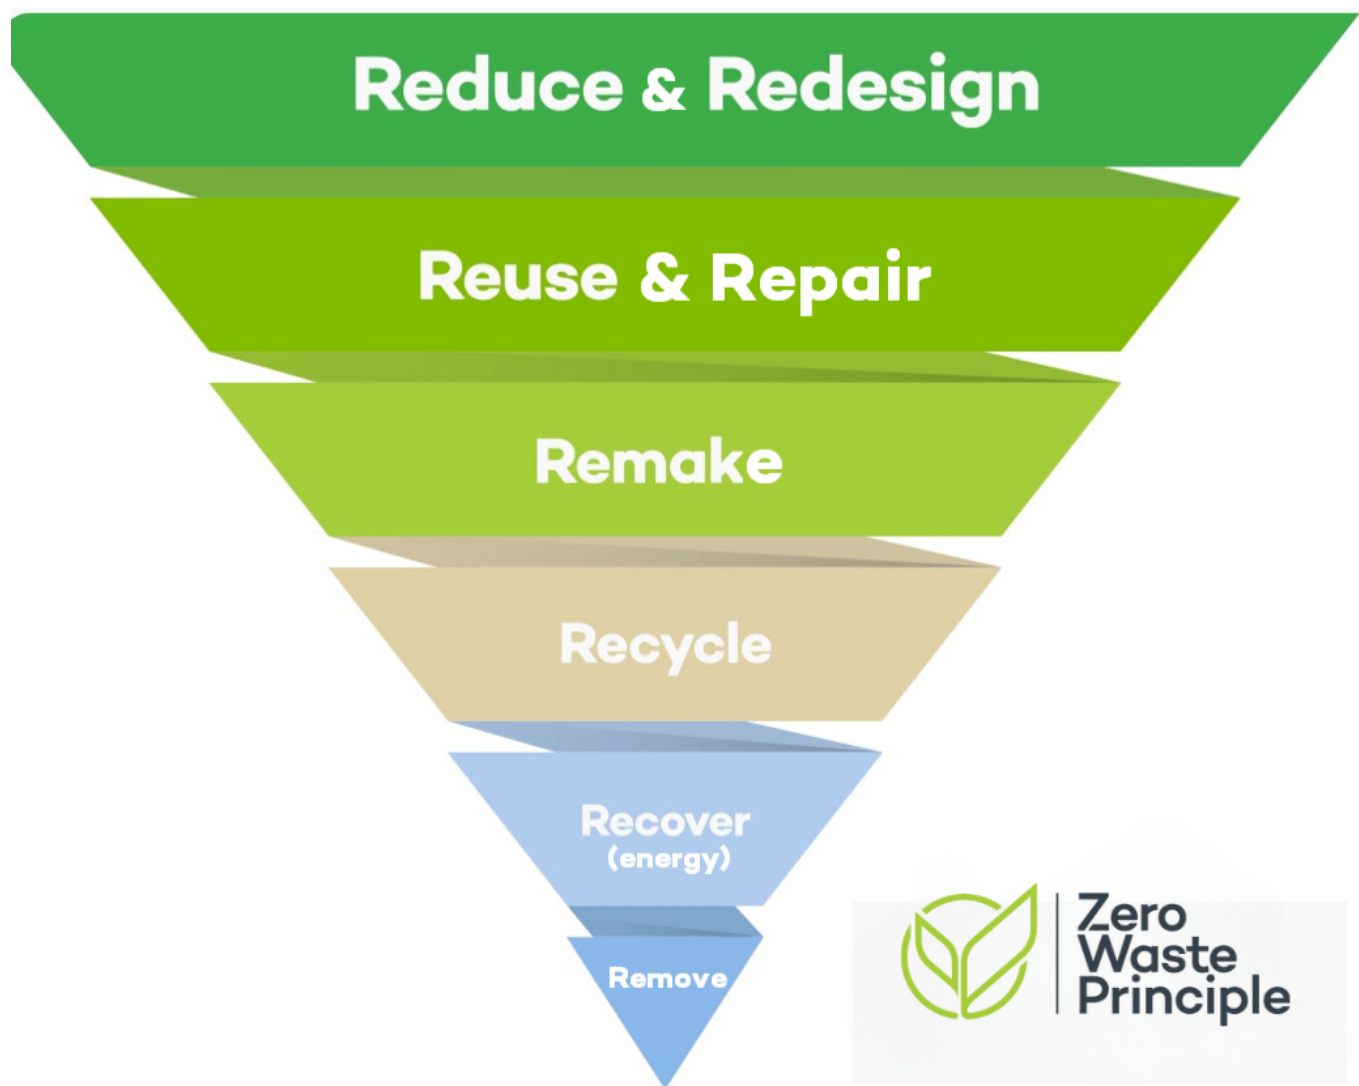 Reduce & Redesign
Reuse & Repair
Remake
Recycle
Recover
(energy)
Remove
Zero
Waste
Principle